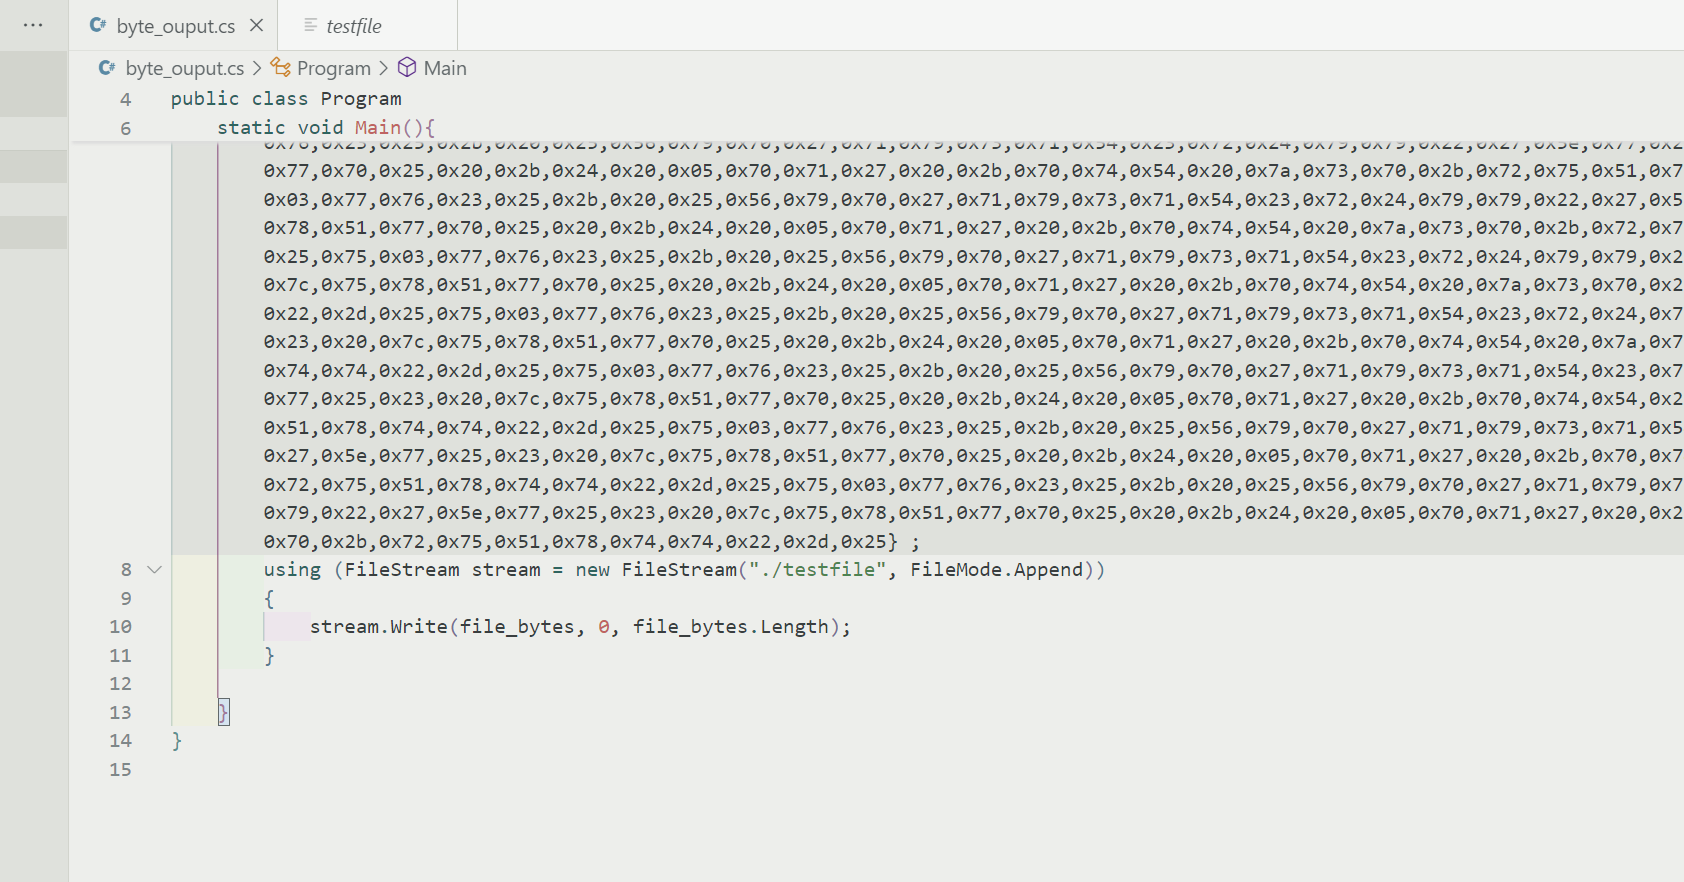 ···
C# byte_ouput.cs × testfile
C# byte_ouput.cs > Program > Main
4 public class Program
6 static void Main(){
0x77,0x70,0x25,0x20,0x2b,0x24,0x20,0x05,0x70,0x71,0x27,0x20,0x2b,0x70,0x74,0x54,0x20,0x7a,0x73,0x70,0x2b,0x72,0x75,0x51,0x7
0x03,0x77,0x76,0x23,0x25,0x2b,0x20,0x25,0x56,0x79,0x70,0x27,0x71,0x79,0x73,0x71,0x54,0x23,0x72,0x24,0x79,0x79,0x22,0x27,0x5
0x78,0x51,0x77,0x70,0x25,0x20,0x2b,0x24,0x20,0x05,0x70,0x71,0x27,0x20,0x2b,0x70,0x74,0x54,0x20,0x7a,0x73,0x70,0x2b,0x72,0x7
0x25,0x75,0x03,0x77,0x76,0x23,0x25,0x2b,0x20,0x25,0x56,0x79,0x70,0x27,0x71,0x79,0x73,0x71,0x54,0x23,0x72,0x24,0x79,0x79,0x2
0x7c,0x75,0x78,0x51,0x77,0x70,0x25,0x20,0x2b,0x24,0x20,0x05,0x70,0x71,0x27,0x20,0x2b,0x70,0x74,0x54,0x20,0x7a,0x73,0x70,0x2
0x22,0x2d,0x25,0x75,0x03,0x77,0x76,0x23,0x25,0x2b,0x20,0x25,0x56,0x79,0x70,0x27,0x71,0x79,0x73,0x71,0x54,0x23,0x72,0x24,0x7
0x23,0x20,0x7c,0x75,0x78,0x51,0x77,0x70,0x25,0x20,0x2b,0x24,0x20,0x05,0x70,0x71,0x27,0x20,0x2b,0x70,0x74,0x54,0x20,0x7a,0x7
0x74,0x74,0x22,0x2d,0x25,0x75,0x03,0x77,0x76,0x23,0x25,0x2b,0x20,0x25,0x56,0x79,0x70,0x27,0x71,0x79,0x73,0x71,0x54,0x23,0x7
0x77,0x25,0x23,0x20,0x7c,0x75,0x78,0x51,0x77,0x70,0x25,0x20,0x2b,0x24,0x20,0x05,0x70,0x71,0x27,0x20,0x2b,0x70,0x74,0x54,0x2
0x51,0x78,0x74,0x74,0x22,0x2d,0x25,0x75,0x03,0x77,0x76,0x23,0x25,0x2b,0x20,0x25,0x56,0x79,0x70,0x27,0x71,0x79,0x73,0x71,0x5
0x27,0x5e,0x77,0x25,0x23,0x20,0x7c,0x75,0x78,0x51,0x77,0x70,0x25,0x20,0x2b,0x24,0x20,0x05,0x70,0x71,0x27,0x20,0x2b,0x70,0x7
0x72,0x75,0x51,0x78,0x74,0x74,0x22,0x2d,0x25,0x75,0x03,0x77,0x76,0x23,0x25,0x2b,0x20,0x25,0x56,0x79,0x70,0x27,0x71,0x79,0x7
0x79,0x22,0x27,0x5e,0x77,0x25,0x23,0x20,0x7c,0x75,0x78,0x51,0x77,0x70,0x25,0x20,0x2b,0x24,0x20,0x05,0x70,0x71,0x27,0x20,0x2
0x70,0x2b,0x72,0x75,0x51,0x78,0x74,0x74,0x22,0x2d,0x25} ;
8 using (FileStream stream = new FileStream("./testfile", FileMode.Append))
9 {
10 stream.Write(file_bytes, 0, file_bytes.Length);
11 }
12
13 }
14 }
15